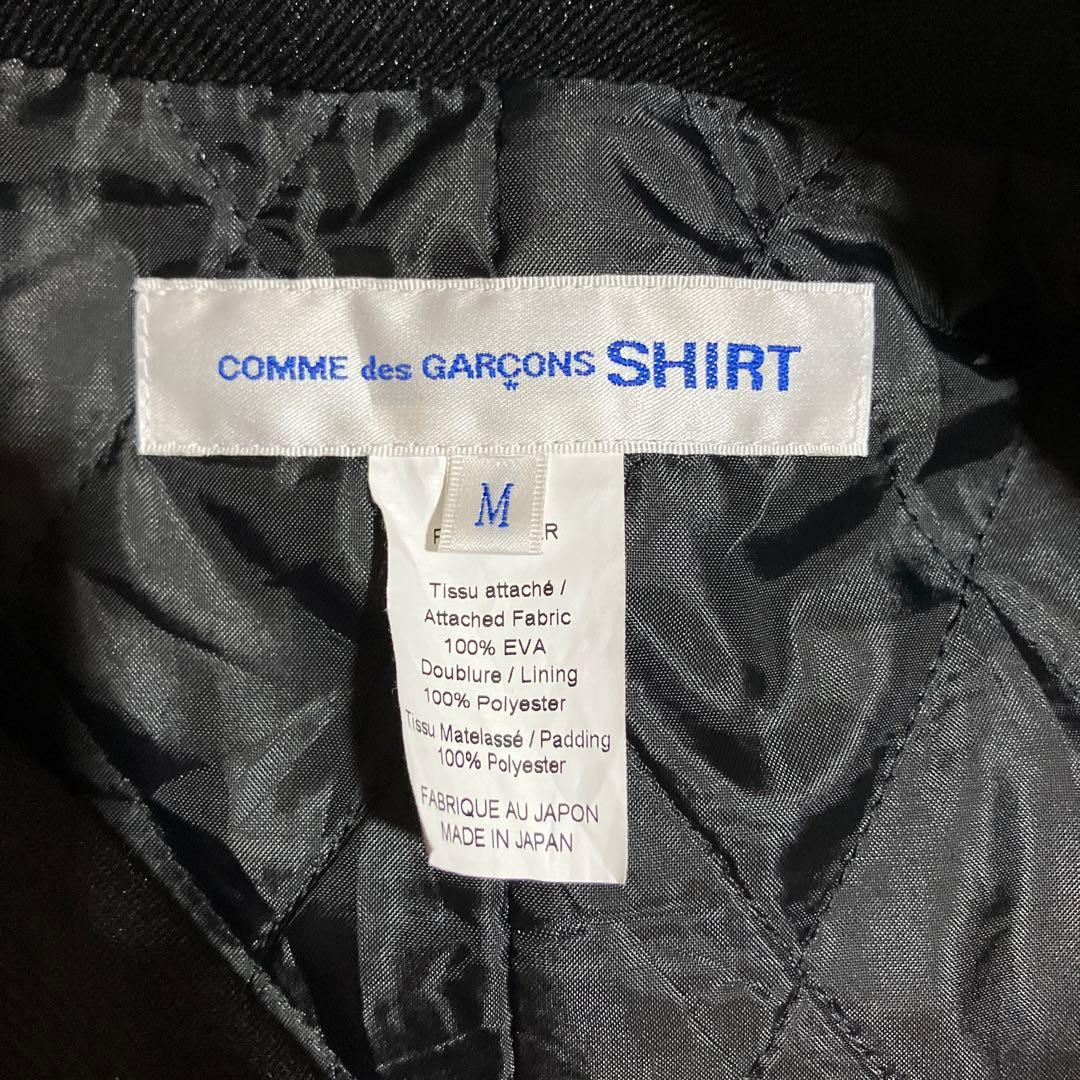 COMME des GARÇONS SHIRT
M
Tissu attaché /
Attached Fabric
100% EVA
Doublure / Lining
100% Polyester
Tissu Matelassé / Padding
100% Polyester
FABRIQUE AU JAPON
MADE IN JAPAN